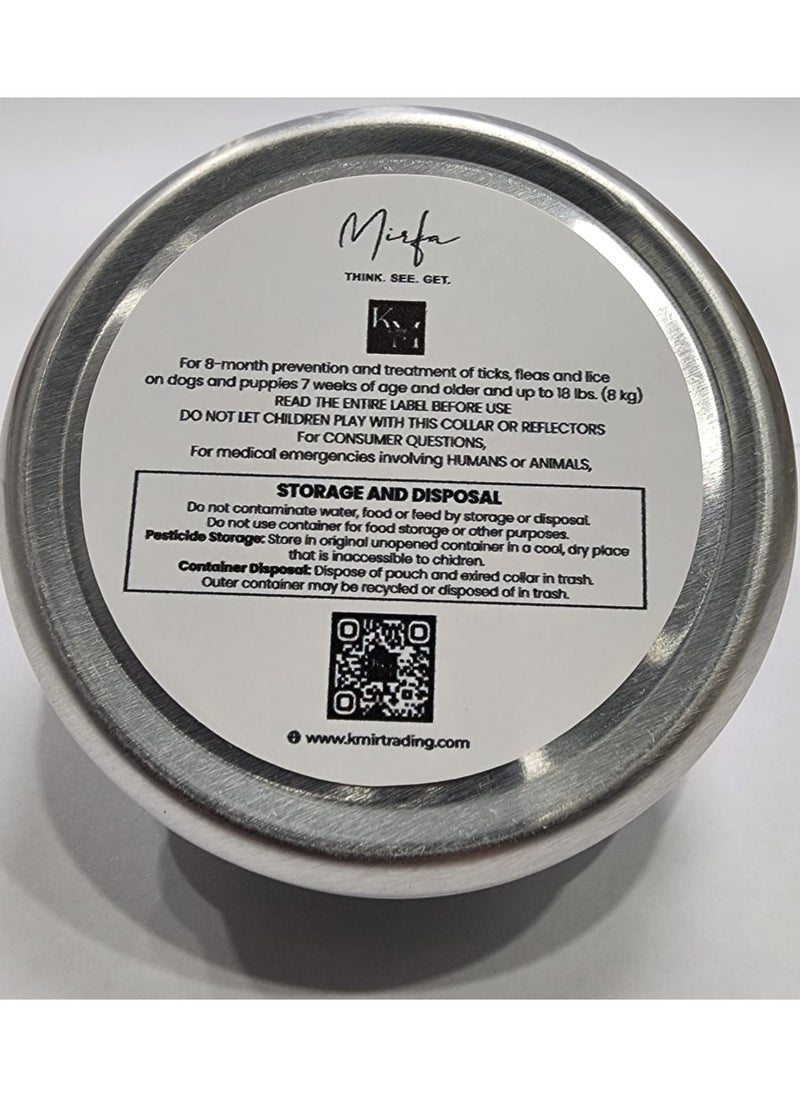 Mirfa
THINK. SEE. GET.
KM
For 8-month prevention and treatment of ticks, fleas and lice
on dogs and puppies 7 weeks of age and older and up to 18 lbs. (8 kg)
READ THE ENTIRE LABEL BEFORE USE
DO NOT LET CHILDREN PLAY WITH THIS COLLAR OR REFLECTORS
For CONSUMER QUESTIONS,
For medical emergencies involving HUMANS or ANIMALS,
STORAGE AND DISPOSAL
Do not contaminate water, food or feed by storage or disposal.
Do not use container for food storage or other purposes.
Pesticide Storage: Store in original unopened container in a cool, dry place
that is inaccessible to chidren.
Container Disposal: Dispose of pouch and exired collar in trash.
Outer container may be recycled or disposed of in trash.
www.kmirtrading.com